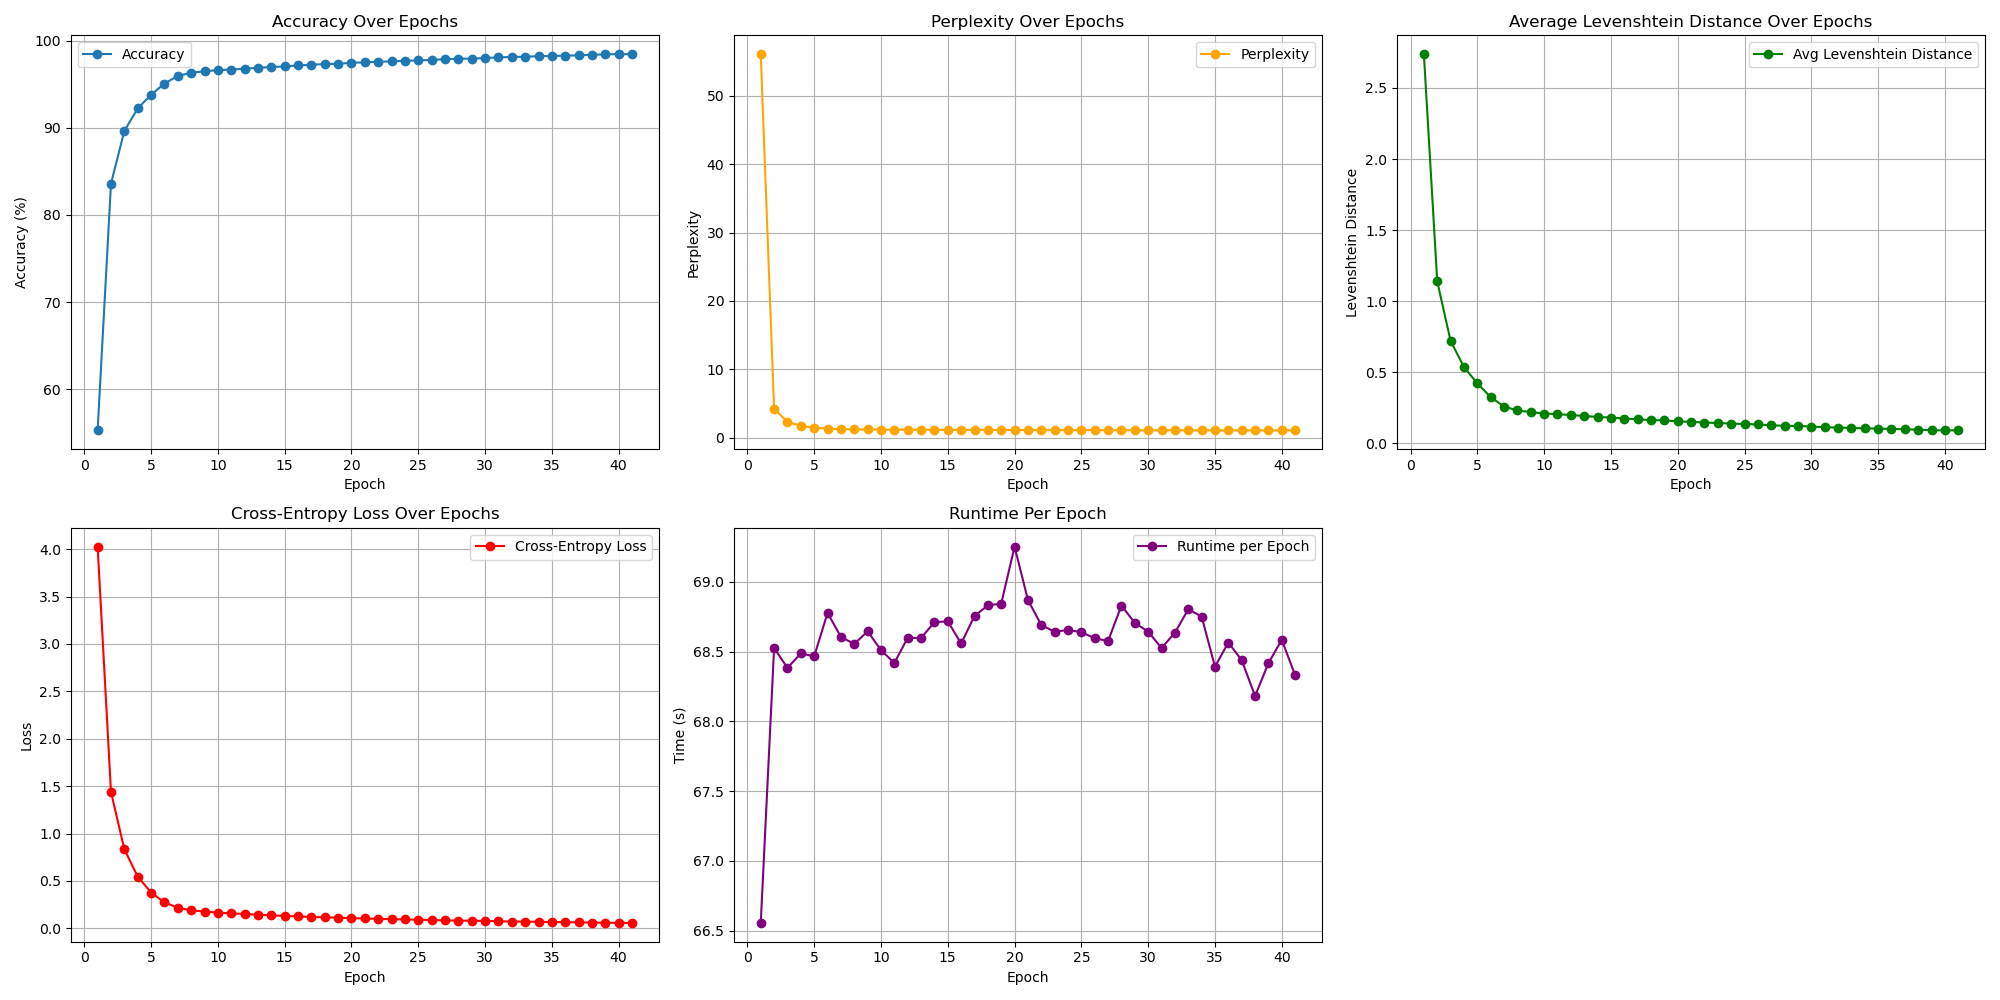 Accuracy Over Epochs
Accuracy
Accuracy (%)
100
90
80
70
60
0 5 10 15 20 25 30 35 40
Epoch
Perplexity Over Epochs
Perplexity
Perplexity
50
40
30
20
10
0
0 5 10 15 20 25 30 35 40
Epoch
Average Levenshtein Distance Over Epochs
Avg Levenshtein Distance
Levenshtein Distance
2.5
2.0
1.5
1.0
0.5
0.0
0 5 10 15 20 25 30 35 40
Epoch
Cross-Entropy Loss Over Epochs
Cross-Entropy Loss
Loss
4.0
3.5
3.0
2.5
2.0
1.5
1.0
0.5
0.0
0 5 10 15 20 25 30 35 40
Epoch
Runtime Per Epoch
Runtime per Epoch
Time (s)
69.0
68.5
68.0
67.5
67.0
66.5
0 5 10 15 20 25 30 35 40
Epoch